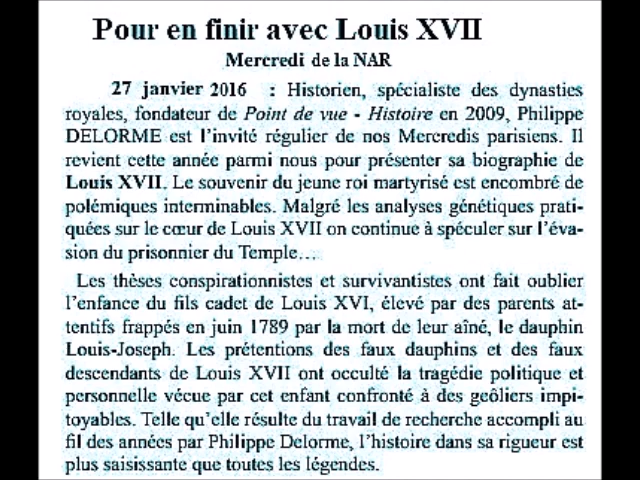 Pour en finir avec Louis XVII
Mercredi de la NAR
27 janvier 2016 : Historien, spécialiste des dynasties
royales, fondateur de Point de vue - Histoire en 2009, Philippe
DELORME est l'invité régulier de nos Mercredis parisiens. Il
revient cette année parmi nous pour présenter sa biographie de
Louis XVII. Le souvenir du jeune roi martyrisé est encombré de
polémiques interminables. Malgré les analyses génétiques prati-
quées sur le cœur de Louis XVII on continue à spéculer sur l'éva-
sion du prisonnier du Temple…
Les thèses conspirationnistes et survivantistes ont fait oublier
l'enfance du fils cadet de Louis XVI, élevé par des parents at-
tentifs frappés en juin 1789 par la mort de leur aîné, le dauphin
Louis-Joseph. Les prétentions des faux dauphins et des faux
descendants de Louis XVII ont occulté la tragédie politique et
personnelle vécue par cet enfant confronté à des geôliers impi-
toyables. Telle qu'elle résulte du travail de recherche accompli au
fil des années par Philippe Delorme, l'histoire dans sa rigueur est
plus saisissante que toutes les légendes.